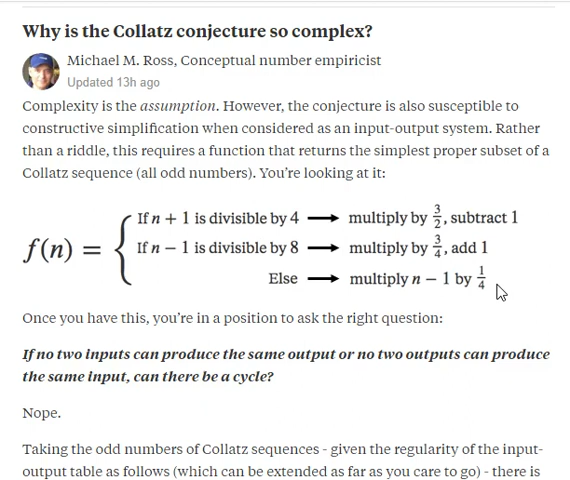 Why is the Collatz conjecture so complex?
Michael M. Ross, Conceptual number empiricist
Updated 13h ago
Complexity is the assumption. However, the conjecture is also susceptible to
constructive simplification when considered as an input-output system. Rather
than a riddle, this requires a function that returns the simplest proper subset of a
Collatz sequence (all odd numbers). You're looking at it:
f(n) = {
If n + 1 is divisible by 4 ⟶ multiply by 3/2, subtract 1
If n − 1 is divisible by 8 ⟶ multiply by 3/4, add 1
Else ⟶ multiply n − 1 by 1/4
Once you have this, you're in a position to ask the right question:
If no two inputs can produce the same output or no two outputs can produce
the same input, can there be a cycle?
Nope.
Taking the odd numbers of Collatz sequences - given the regularity of the input-
output table as follows (which can be extended as far as you care to go) - there is